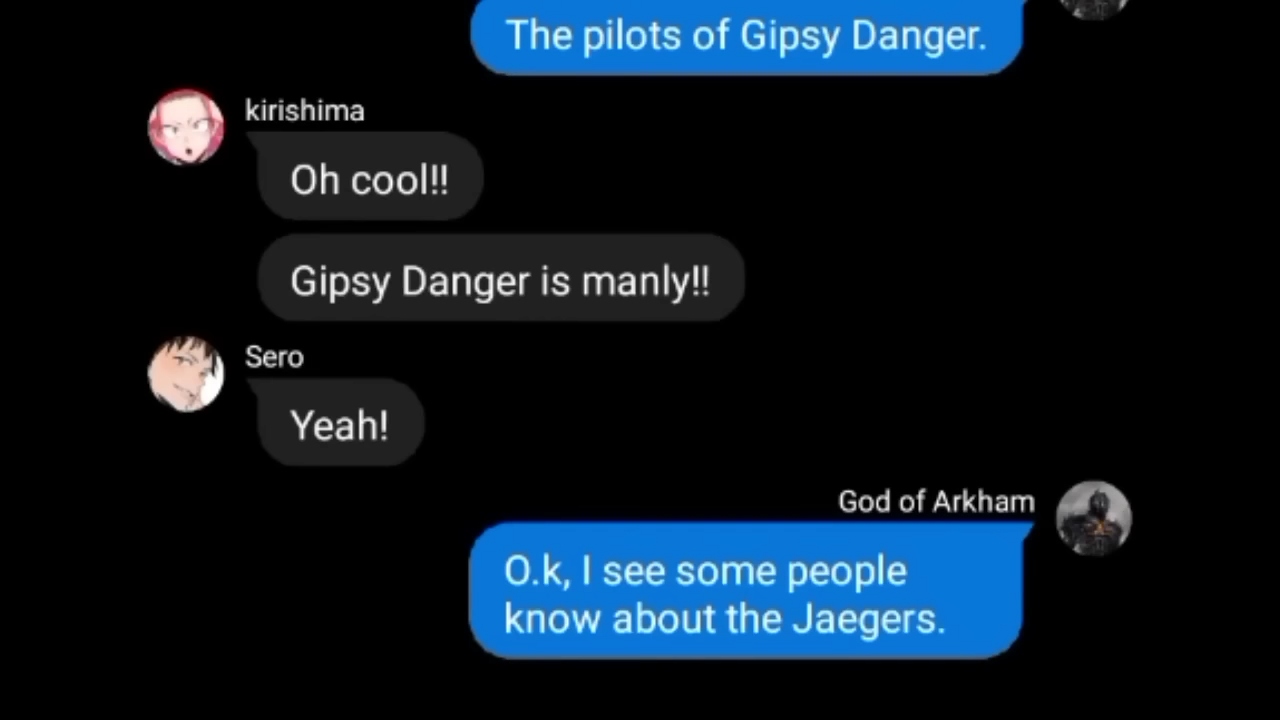 The pilots of Gipsy Danger.
kirishima
Oh cool!!
Gipsy Danger is manly!!
Sero
Yeah!
God of Arkham
O.k, I see some people
know about the Jaegers.